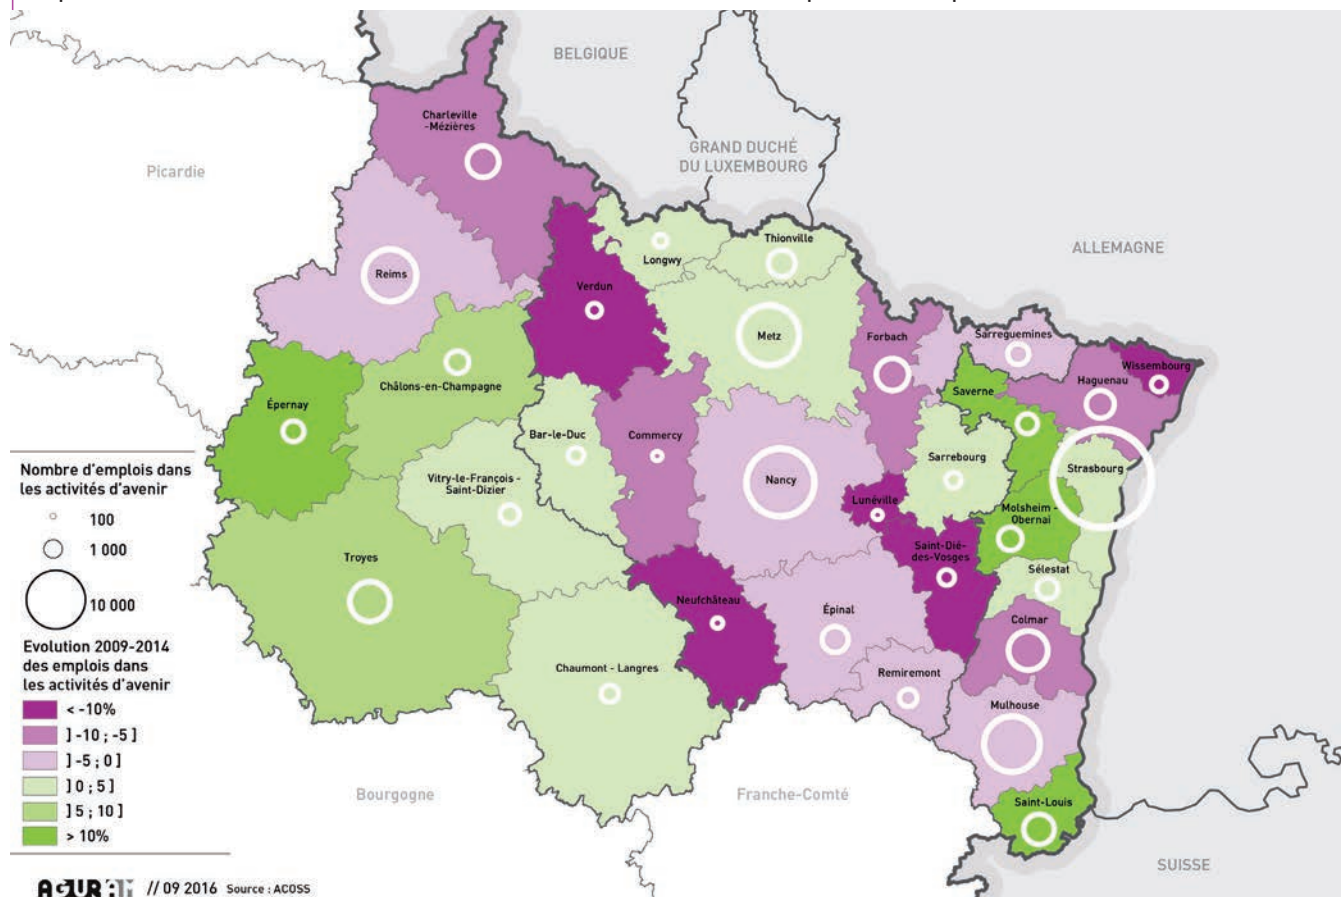 BELGIQUE
GRAND DUCHÉ
DU LUXEMBOURG
Picardie
ALLEMAGNE
Charleville
-Mézières
Reims
Verdun
Longwy
Thionville
Metz
Forbach
Sarreguemines
Wissembourg
Haguenau
Saverne
Châlons-en-Champagne
Épernay
Bar-le-Duc
Commercy
Nancy
Sarrebourg
Strasbourg
Vitry-le-François -
Saint-Dizier
Lunéville
Molsheim -
Obernai
Saint-Dié-
des-Vosges
Sélestat
Troyes
Neufchâteau
Épinal
Colmar
Chaumont - Langres
Remiremont
Mulhouse
Saint-Louis
Bourgogne
Franche-Comté
SUISSE
Nombre d'emplois dans
les activités d'avenir
100
1 000
10 000
Evolution 2009-2014
des emplois dans
les activités d'avenir
< -10%
] -10 ; -5 ]
] -5 ; 0 ]
] 0 ; 5 ]
] 5 ; 10 ]
> 10%
// 09 2016 Source : ACOSS